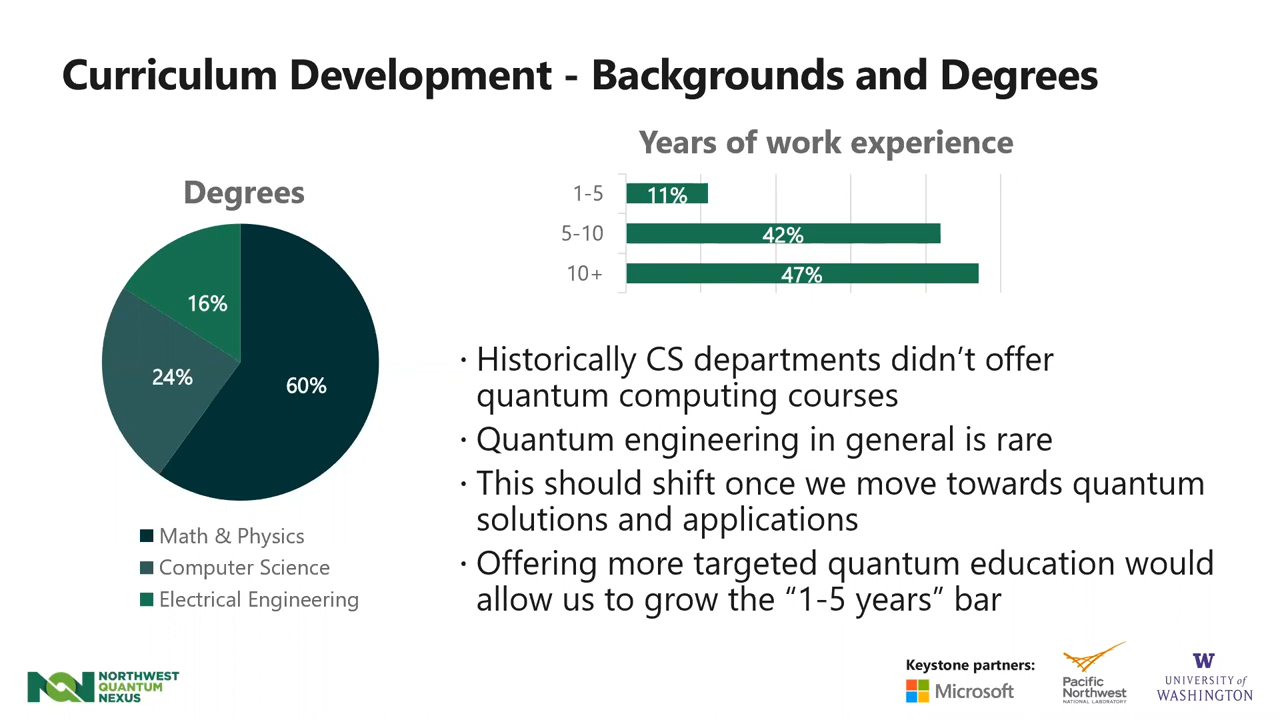 Curriculum Development - Backgrounds and Degrees
Degrees
16%
24%
60%
Math & Physics
Computer Science
Electrical Engineering
Years of work experience
1-5
11%
5-10
42%
10+
47%
· Historically CS departments didn’t offer
quantum computing courses
· Quantum engineering in general is rare
· This should shift once we move towards quantum
solutions and applications
· Offering more targeted quantum education would
allow us to grow the “1-5 years” bar
NQN
NORTHWEST
QUANTUM
NEXUS
Keystone partners:
Microsoft
Pacific
Northwest
NATIONAL LABORATORY
W
UNIVERSITY of
WASHINGTON